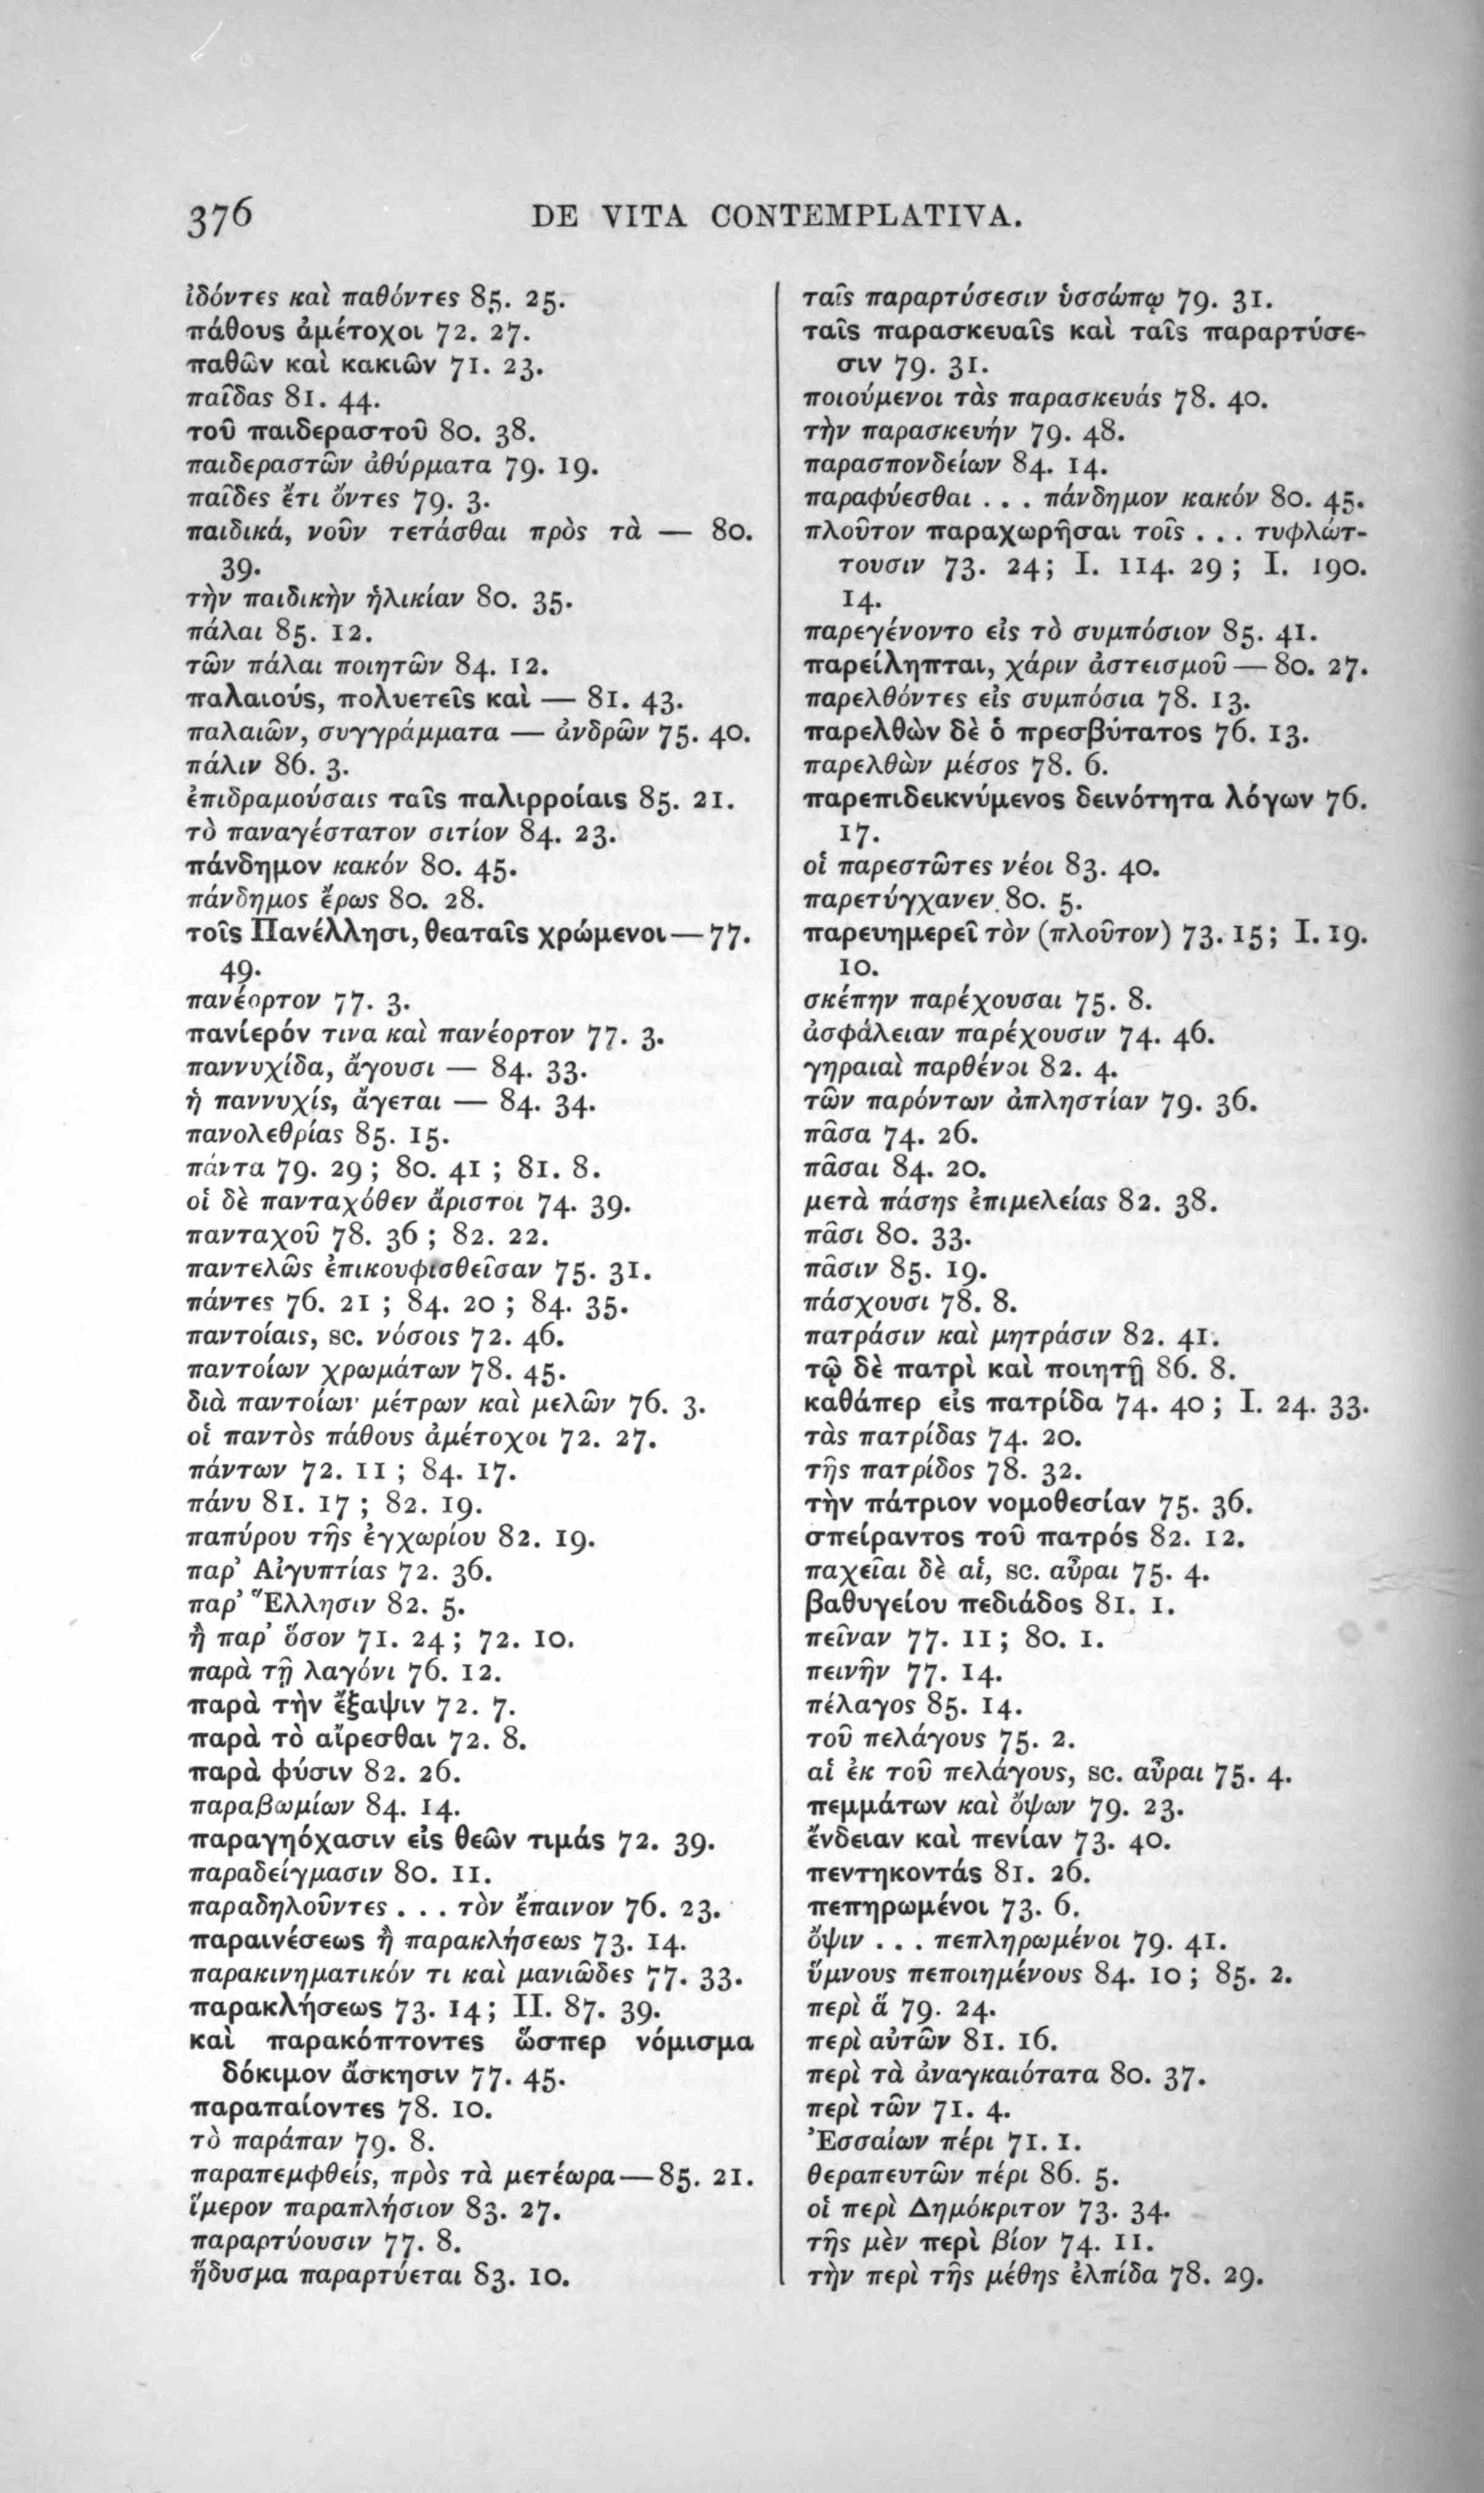 376
DE VITA CONTEMPLATIVA.
ἰδόντες καὶ παθόντες 85. 25.
πάθους ἀμέτοχοι 72. 27.
παθῶν καὶ κακιῶν 71. 23.
παῖδας 81. 44.
τοῦ παιδεραστοῦ 80. 38.
παιδεραστῶν ἀθύρματα 79. 19.
παῖδες ἔτι ὄντες 79. 3.
παιδικά, νοῦν τετάσθαι πρὸς τὰ — 80.
39.
τὴν παιδικὴν ἡλικίαν 80. 35.
πάλαι 85. 12.
τῶν πάλαι ποιητῶν 84. 12.
παλαιούς, πολυετεῖς καὶ — 81. 43.
παλαιῶν, συγγράμματα — ἀνδρῶν 75. 40.
πάλιν 86. 3.
ἐπιδραμούσαις ταῖς παλιρροίαις 85. 21.
τὸ παναγέστατον σιτίον 84. 23.
πάνδημον κακόν 80. 45.
πάνδημος ἔρως 80. 28.
τοῖς Πανέλλησι, θεαταῖς χρώμενοι — 77.
49.
πανέορτον 77. 3.
πανίερόν τινα καὶ πανέορτον 77. 3.
παννυχίδα, ἄγουσι — 84. 33.
ἡ παννυχίς, ἄγεται — 84. 34.
πανολεθρίας 85. 15.
πάντα 79. 29 ; 80. 41 ; 81. 8.
οἱ δὲ πανταχόθεν ἄριστοι 74. 39.
πανταχοῦ 78. 36 ; 82. 22.
παντελῶς ἐπικουφισθεῖσαν 75. 31.
πάντες 76. 21 ; 84. 20 ; 84. 35.
παντοίαις, sc. νόσοις 72. 46.
παντοίων χρωμάτων 78. 45.
διὰ παντοίων μέτρων καὶ μελῶν 76. 3.
οἱ παντὸς πάθους ἀμέτοχοι 72. 27.
πάντων 72. 11 ; 84. 17.
πάνυ 81. 17 ; 82. 19.
παπύρου τῆς ἐγχωρίου 82. 19.
παρ’ Αἰγυπτίας 72. 36.
παρ’ Ἕλλησιν 82. 5.
ἢ παρ’ ὅσον 71. 24 ; 72. 10.
παρὰ τῇ λαγόνι 76. 12.
παρὰ τὴν ἔξαψιν 72. 7.
παρὰ τὸ αἴρεσθαι 72. 8.
παρὰ φύσιν 82. 26.
παραβωμίων 84. 14.
παραγηόχασιν εἰς θεῶν τιμάς 72. 39.
παραδείγμασιν 80. 11.
παραδηλοῦντες . . . τὸν ἔπαινον 76. 23.
παραινέσεως ἢ παρακλήσεως 73. 14.
παρακινηματικόν τι καὶ μανιῶδες 77. 33.
παρακλήσεως 73. 14 ; II. 87. 39.
καὶ παρακόπτοντες ὥσπερ νόμισμα
δόκιμον ἄσκησιν 77. 45.
παραπαίοντες 78. 10.
τὸ παράπαν 79. 8.
παραπεμφθείς, πρὸς τὰ μετέωρα — 85. 21.
ἵμερον παραπλήσιον 83. 27.
παραρτύουσιν 77. 8.
ἥδυσμα παραρτύεται 83. 10.
ταῖς παραρτύσεσιν ὑσσώπῳ 79. 31.
ταῖς παρασκευαῖς καὶ ταῖς παραρτύσε-
σιν 79. 31.
ποιούμενοι τὰς παρασκευάς 78. 40.
τὴν παρασκευήν 79. 48.
παρασπονδείων 84. 14.
παραφύεσθαι . . . πάνδημον κακόν 80. 45.
πλοῦτον παραχωρῆσαι τοῖς . . . τυφλώτ-
τουσιν 73. 24 ; I. 114. 29 ; I. 190.
14.
παρεγένοντο εἰς τὸ συμπόσιον 85. 41.
παρείληπται, χάριν ἀστεισμοῦ — 80. 27.
παρελθόντες εἰς συμπόσια 78. 13.
παρελθὼν δὲ ὁ πρεσβύτατος 76. 13.
παρελθὼν μέσος 78. 6.
παρεπιδεικνύμενος δεινότητα λόγων 76.
17.
οἱ παρεστῶτες νέοι 83. 40.
παρετύγχανεν 80. 5.
παρευημερεῖ τὸν (πλοῦτον) 73. 15 ; I. 19.
10.
σκέπην παρέχουσαι 75. 8.
ἀσφάλειαν παρέχουσιν 74. 46.
γηραιαὶ παρθένοι 82. 4.
τῶν παρόντων ἀπληστίαν 79. 36.
πᾶσα 74. 26.
πᾶσαι 84. 20.
μετὰ πάσης ἐπιμελείας 82. 38.
πᾶσι 80. 33.
πᾶσιν 85. 19.
πάσχουσι 78. 8.
πατράσιν καὶ μητράσιν 82. 41.
τῷ δὲ πατρὶ καὶ ποιητῇ 86. 8.
καθάπερ εἰς πατρίδα 74. 40 ; I. 24. 33.
τὰς πατρίδας 74. 20.
τῆς πατρίδος 78. 32.
τὴν πάτριον νομοθεσίαν 75. 36.
σπείραντος τοῦ πατρός 82. 12.
παχεῖαι δὲ αἱ, sc. αὖραι 75. 4.
βαθυγείου πεδιάδος 81. 1.
πεῖναν 77. 11 ; 80. 1.
πεινῆν 77. 14.
πέλαγος 85. 14.
τοῦ πελάγους 75. 2.
αἱ ἐκ τοῦ πελάγους, sc. αὖραι 75. 4.
πεμμάτων καὶ ὄψων 79. 23.
ἔνδειαν καὶ πενίαν 73. 40.
πεντηκοντάς 81. 26.
πεπηρωμένοι 73. 6.
ὄψιν . . . πεπληρωμένοι 79. 41.
ὕμνους πεποιημένους 84. 10 ; 85. 2.
περὶ ἃ 79. 24.
περὶ αὐτῶν 81. 16.
περὶ τὰ ἀναγκαιότατα 80. 37.
περὶ τῶν 71. 4.
Ἐσσαίων πέρι 71. 1.
θεραπευτῶν πέρι 86. 5.
οἱ περὶ Δημόκριτον 73. 34.
τῆς μὲν περὶ βίον 74. 11.
τὴν περὶ τῆς μέθης ἐλπίδα 78. 29.